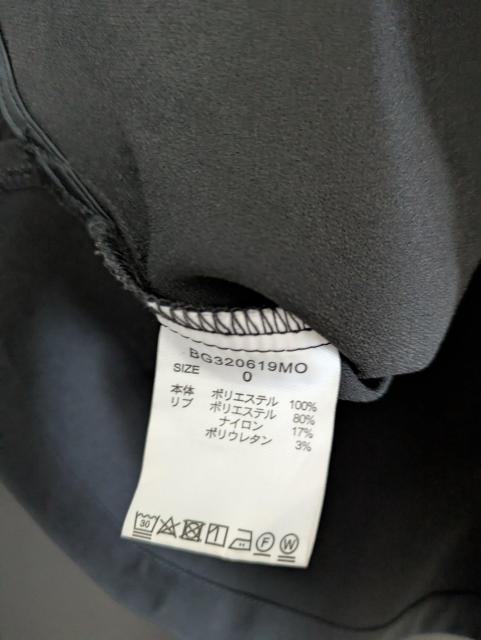 BG320619MO
SIZE 0
本体 ポリエステル 100%
リブ ポリエステル 80%
ナイロン 17%
ポリウレタン 3%
30 F W